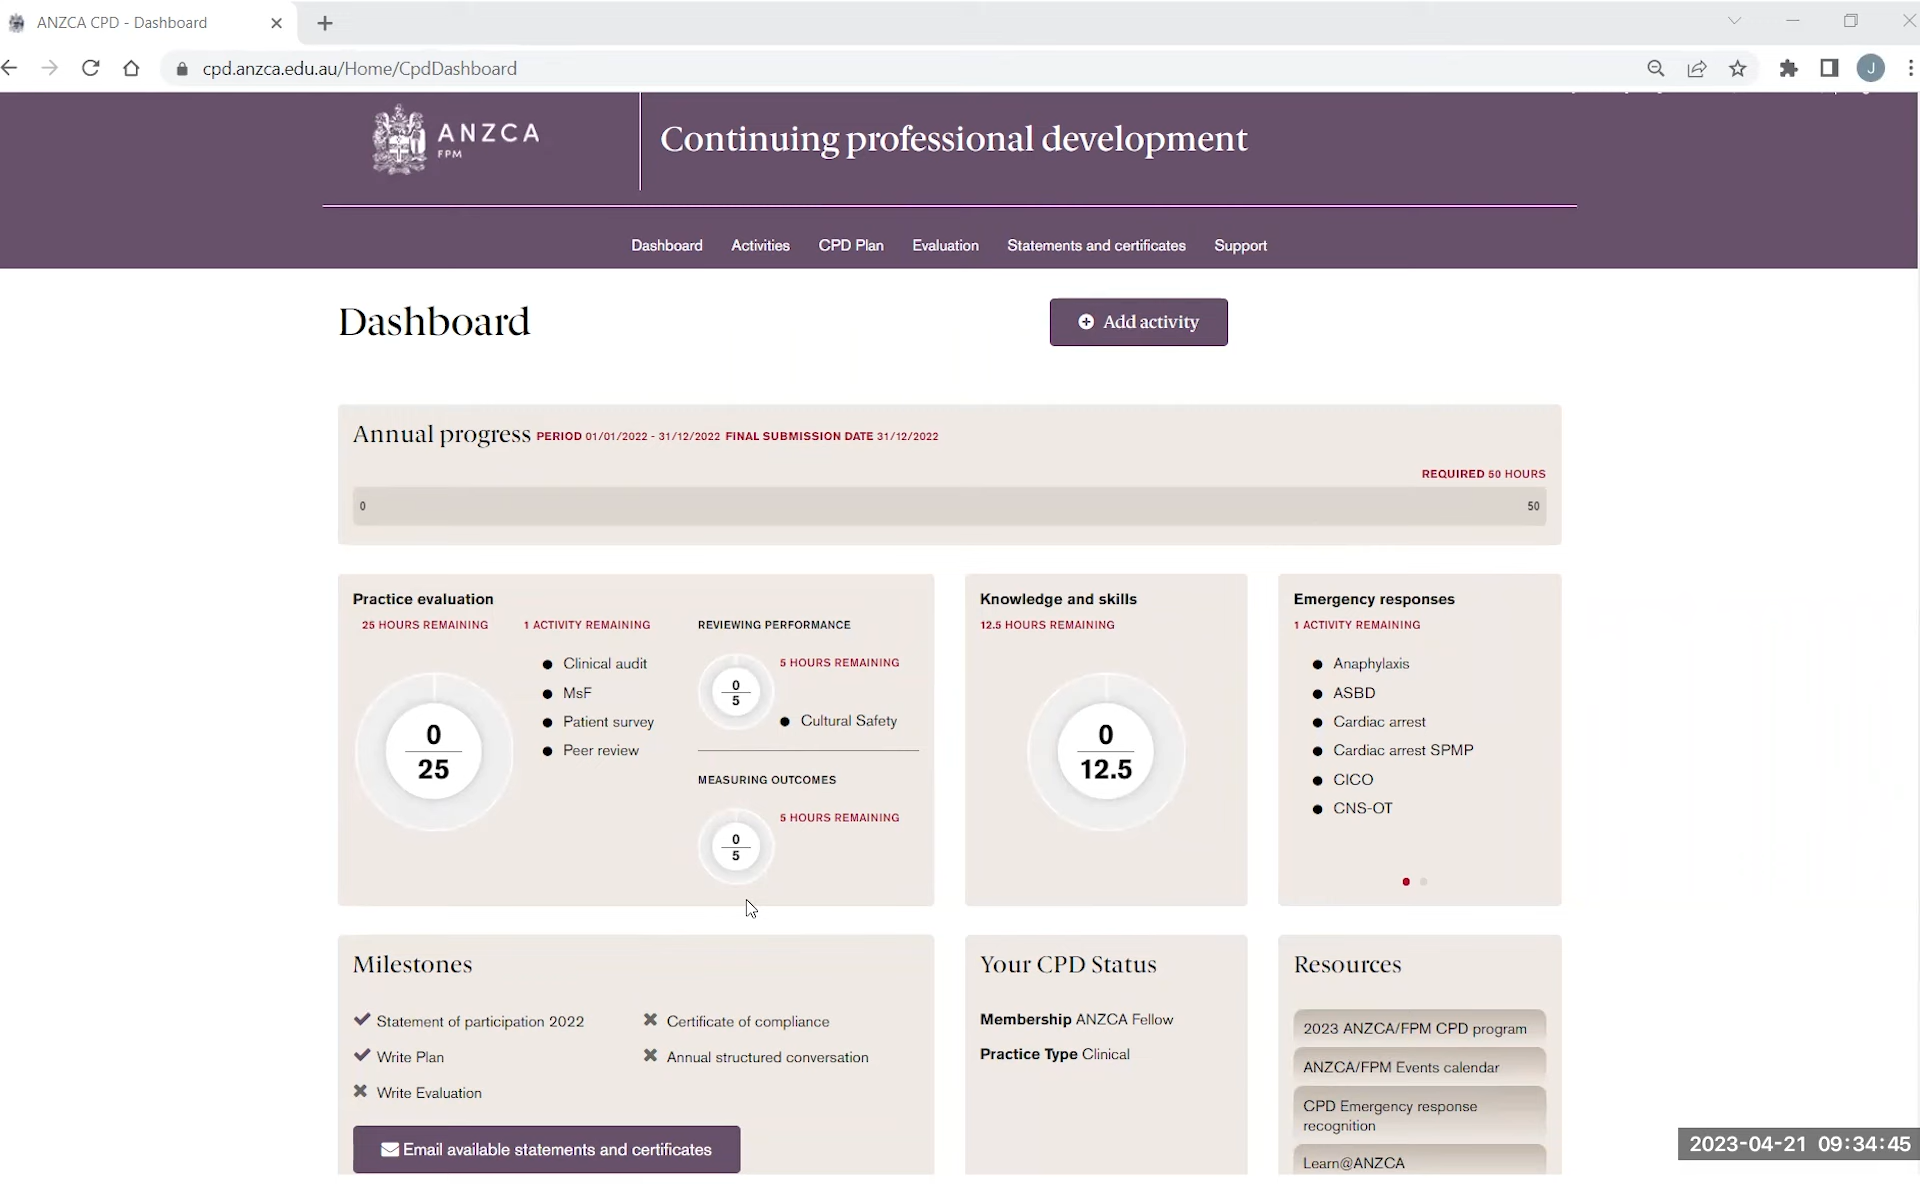 ANZCA CPD - Dashboard
cpd.anzca.edu.au/Home/CpdDashboard
J
ANZCA
FPM
Continuing professional development
Dashboard Activities CPD Plan Evaluation Statements and certificates Support
Dashboard
Add activity
Annual progress PERIOD 01/01/2022 - 31/12/2022 FINAL SUBMISSION DATE 31/12/2022
REQUIRED 50 HOURS
0 50
Practice evaluation
25 HOURS REMAINING
0
25
1 ACTIVITY REMAINING
Clinical audit
MsF
Patient survey
Peer review
REVIEWING PERFORMANCE
5 HOURS REMAINING
0
5
Cultural Safety
MEASURING OUTCOMES
5 HOURS REMAINING
0
5
Knowledge and skills
12.5 HOURS REMAINING
0
12.5
Emergency responses
1 ACTIVITY REMAINING
Anaphylaxis
ASBD
Cardiac arrest
Cardiac arrest SPMP
CICO
CNS-OT
Milestones
Statement of participation 2022
Write Plan
Write Evaluation
Certificate of compliance
Annual structured conversation
Email available statements and certificates
Your CPD Status
Membership ANZCA Fellow
Practice Type Clinical
Resources
2023 ANZCA/FPM CPD program
ANZCA/FPM Events calendar
CPD Emergency response
recognition
Learn@ANZCA
2023-04-21 09:34:45